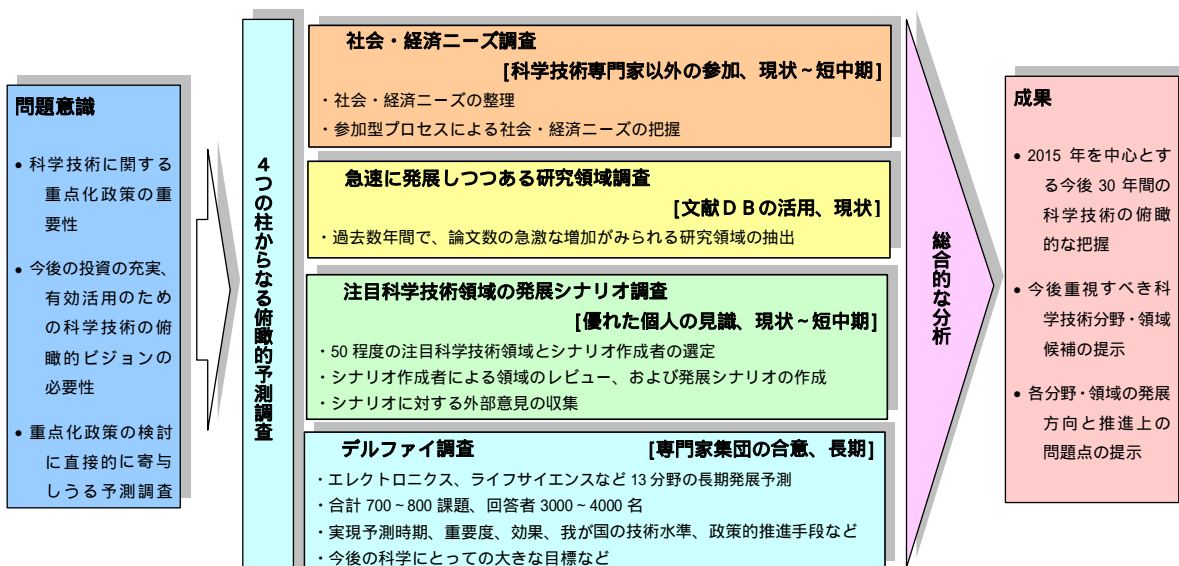 問題意識
• 科学技術に関する
重点化政策の重
要性
• 今後の投資の充実、
有効活用のため
の科学技術の俯
瞰的ビジョンの
必要性
• 重点化政策の検討
に直接的に寄与
しうる予測調査
4つの柱からなる俯瞰的予測調査
社会・経済ニーズ調査
[科学技術専門家以外の参加、現状~短中期]
・社会・経済ニーズの整理
・参加型プロセスによる社会・経済ニーズの把握
急速に発展しつつある研究領域調査
[文献DBの活用、現状]
・過去数年間で、論文数の急激な増加がみられる研究領域の抽出
注目科学技術領域の発展シナリオ調査
[優れた個人の見識、現状~短中期]
・50 程度の注目科学技術領域とシナリオ作成者の選定
・シナリオ作成者による領域のレビュー、および発展シナリオの作成
・シナリオに対する外部意見の収集
デルファイ調査 [専門家集団の合意、長期]
・エレクトロニクス、ライフサイエンスなど 13 分野の長期発展予測
・合計 700~800 課題、回答者 3000~4000 名
・実現予測時期、重要度、効果、我が国の技術水準、政策的推進手段など
・今後の科学にとっての大きな目標など
総合的な分析
成果
• 2015 年を中心とす
る今後 30 年間の
科学技術の俯瞰
的な把握
• 今後重視すべき科
学技術分野・領域
候補の提示
• 各分野・領域の発展
方向と推進上の
問題点の提示